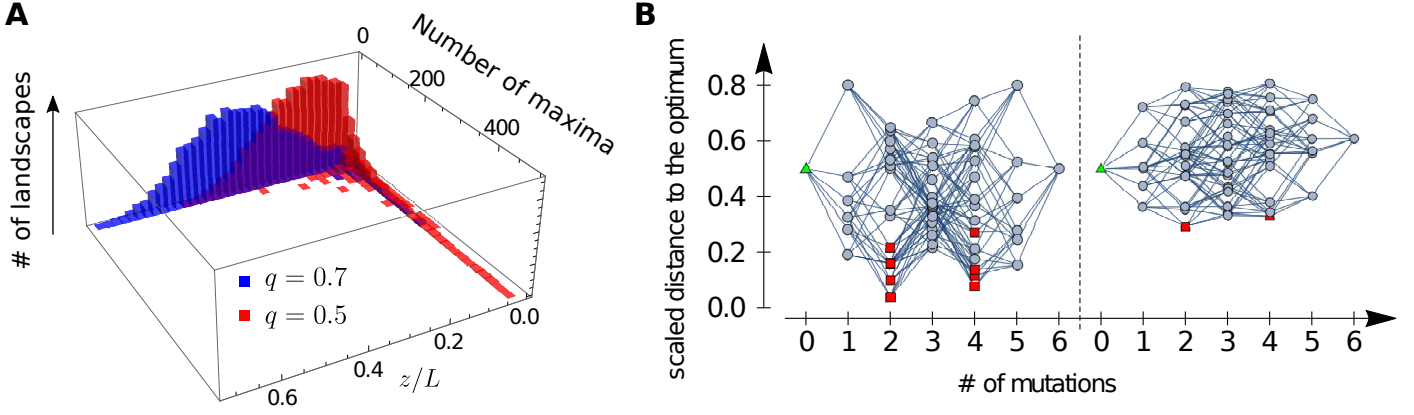 A
# of landscapes
Number of maxima
0
200
400
q = 0.7
q = 0.5
0.6
0.4
0.2
0.0
z/L
B
scaled distance to the optimum
0.8
0.6
0.4
0.2
0.0
0 1 2 3 4 5 6 0 1 2 3 4 5 6
# of mutations